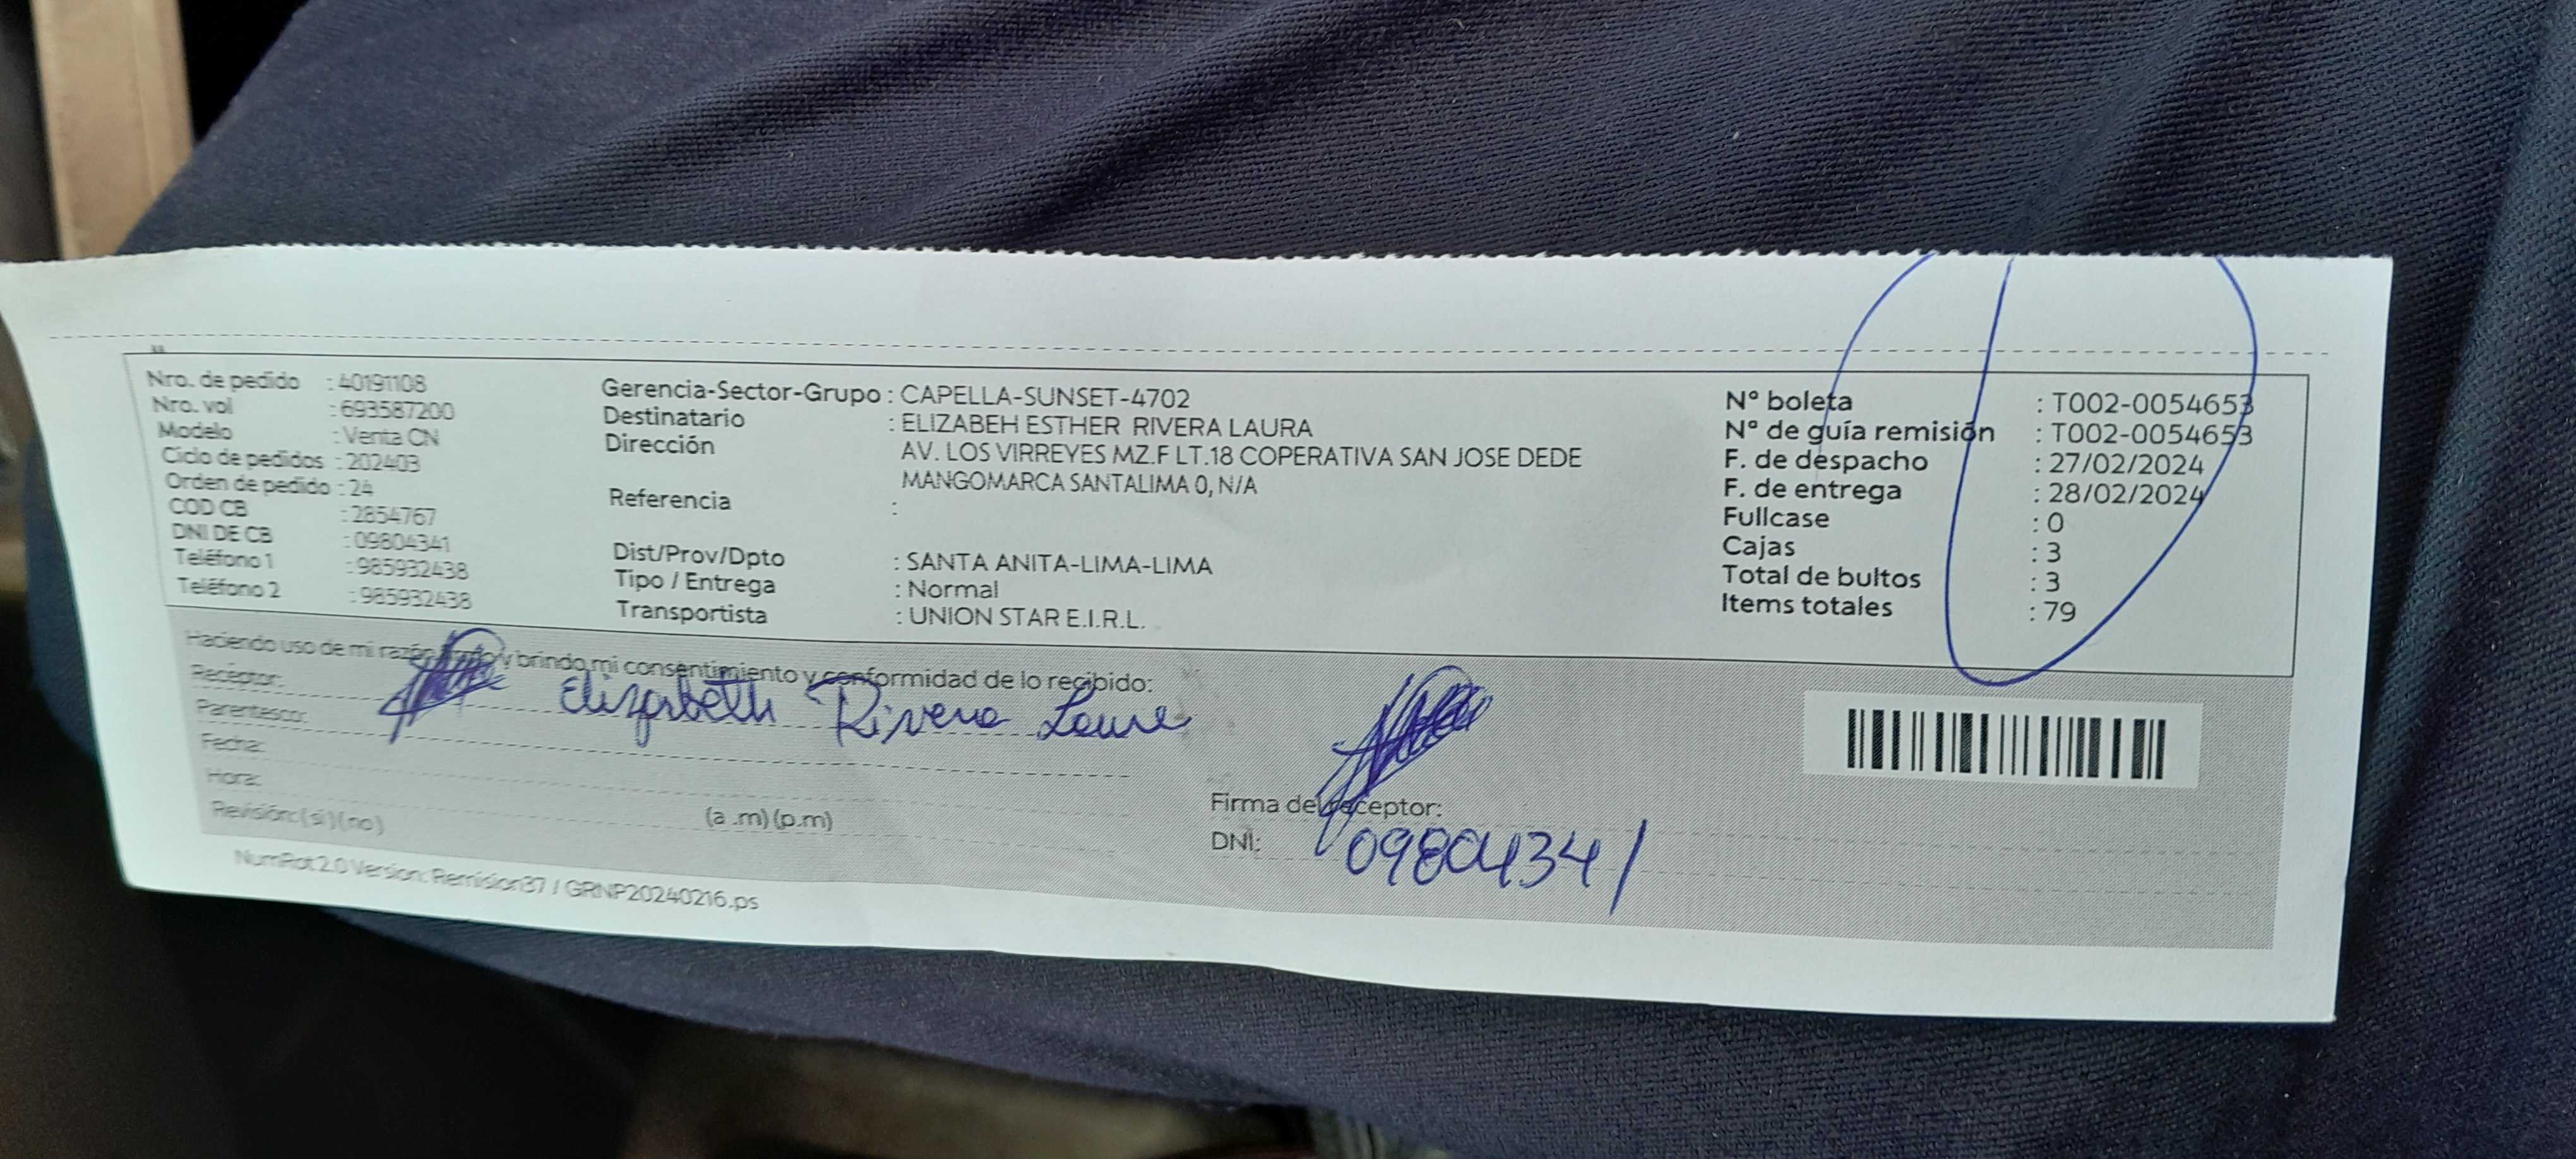 Nro. de pedido : 40191108
Nro. vol : 693587200
Modelo : Venta CN
Ciclo de pedidos : 202403
Orden de pedido : 24
COD CB : 2854767
DNI DE CB : 09804341
Teléfono 1 : 985932438
Teléfono 2 : 985932438
Gerencia-Sector-Grupo : CAPELLA-SUNSET-4702
Destinatario : ELIZABEH ESTHER RIVERA LAURA
Dirección AV. LOS VIRREYES MZ.F LT.18 COPERATIVA SAN JOSE DEDE
MANGOMARCA SANTALIMA 0, N/A
Referencia :
Dist/Prov/Dpto : SANTA ANITA-LIMA-LIMA
Tipo / Entrega : Normal
Transportista : UNION STAR E.I.R.L.
N° boleta : T002-0054653
N° de guía remisión : T002-0054653
F. de despacho : 27/02/2024
F. de entrega : 28/02/2024
Fullcase : 0
Cajas : 3
Total de bultos : 3
Items totales : 79
Haciendo uso de mi razón y brindo mi consentimiento y conformidad de lo recibido:
Receptor: Elizabeth Rivera Laura
Parentesco:
Fecha:
Hora: (a .m) (p.m)
Revisión: (si) (no)
Firma del receptor:
DNI: 09804341
NumRot 2.0 Version: Remision37 / GRNP20240216.ps